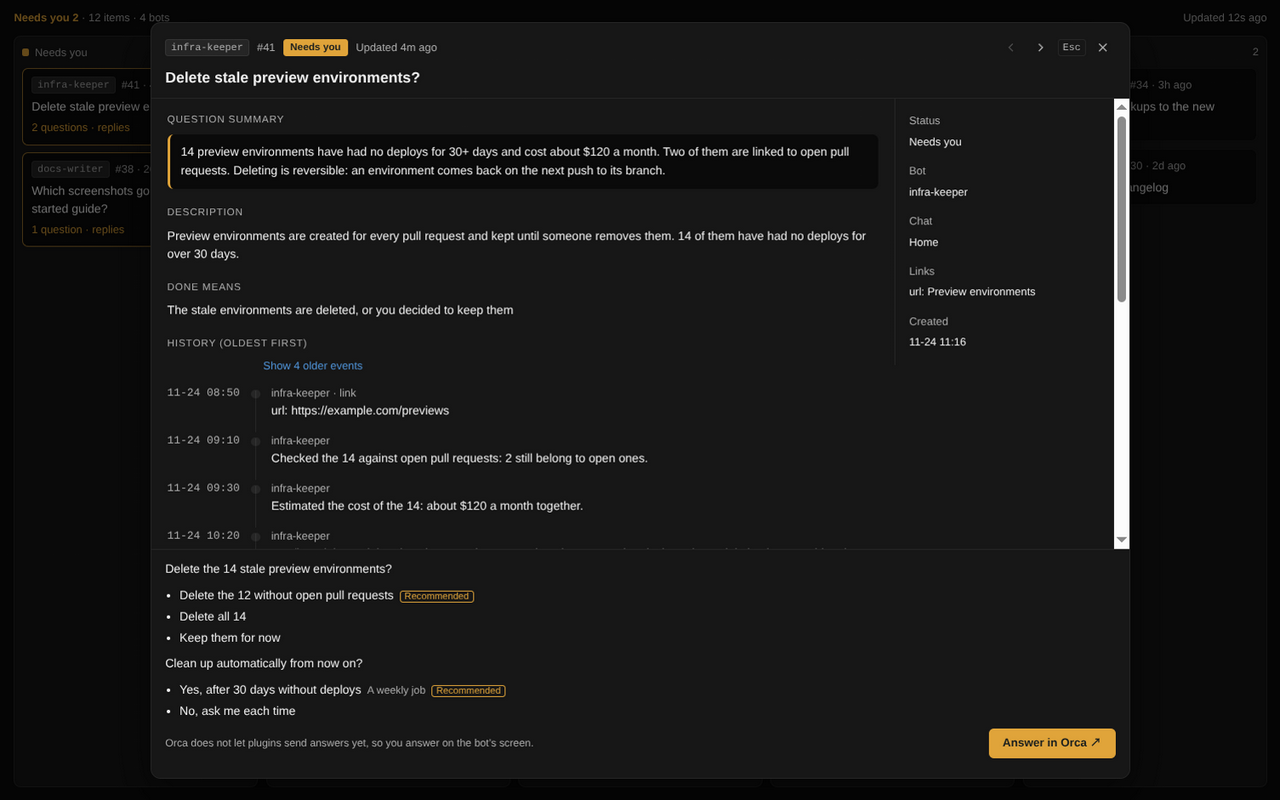 Needs you 2 · 12 items · 4 bots
Updated 12s ago
Needs you
2
infra-keeper #41 ·
Delete stale preview e
2 questions · replies
docs-writer #38 · 2
Which screenshots go
started guide?
1 question · replies
#34 · 3h ago
kups to the new
30 · 2d ago
angelog
infra-keeper #41 Needs you Updated 4m ago
Esc
Delete stale preview environments?
QUESTION SUMMARY
14 preview environments have had no deploys for 30+ days and cost about $120 a month. Two of them are linked to open pull
requests. Deleting is reversible: an environment comes back on the next push to its branch.
DESCRIPTION
Preview environments are created for every pull request and kept until someone removes them. 14 of them have had no deploys for
over 30 days.
DONE MEANS
The stale environments are deleted, or you decided to keep them
HISTORY (OLDEST FIRST)
Show 4 older events
11-24 08:50 infra-keeper · link
url: https://example.com/previews
11-24 09:10 infra-keeper
Checked the 14 against open pull requests: 2 still belong to open ones.
11-24 09:30 infra-keeper
Estimated the cost of the 14: about $120 a month together.
11-24 10:20 infra-keeper
Status
Needs you
Bot
infra-keeper
Chat
Home
Links
url: Preview environments
Created
11-24 11:16
Delete the 14 stale preview environments?
• Delete the 12 without open pull requests Recommended
• Delete all 14
• Keep them for now
Clean up automatically from now on?
• Yes, after 30 days without deploys A weekly job Recommended
• No, ask me each time
Orca does not let plugins send answers yet, so you answer on the bot's screen.
Answer in Orca ↗